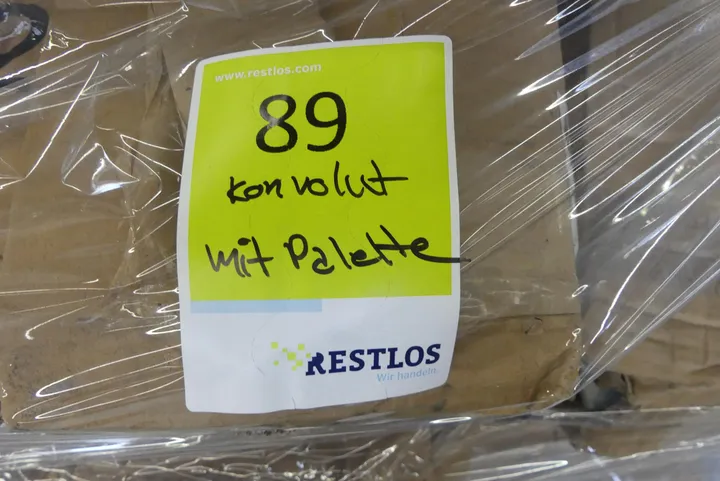 www.restlos.com
89
Konvolut
mit Palette
RESTLOS
Wir handeln.